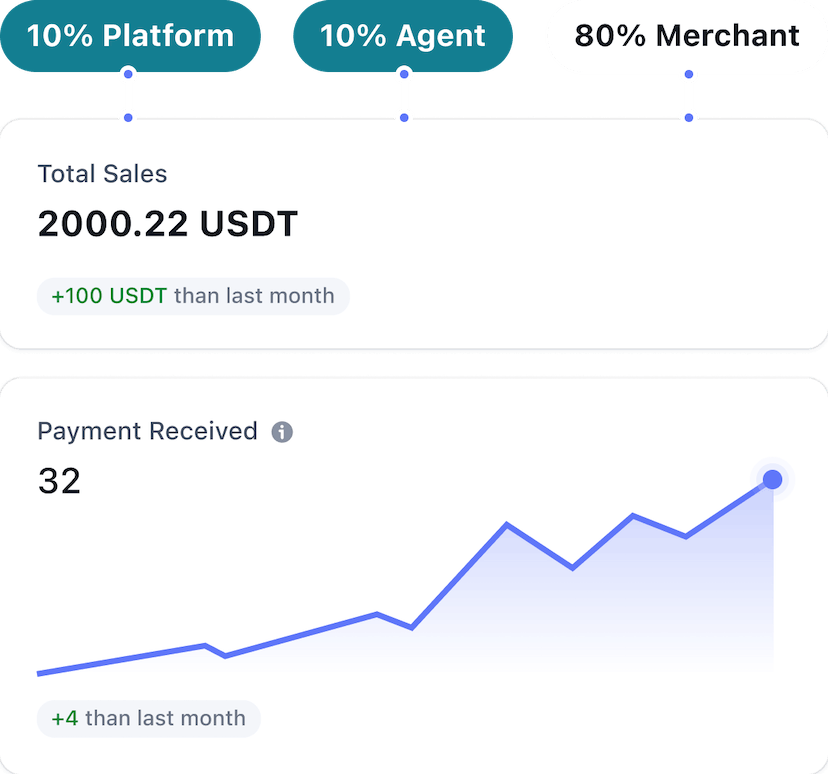 10% Platform
10% Agent
80% Merchant
Total Sales
2000.22 USDT
+100 USDT than last month
Payment Received
32
+4 than last month